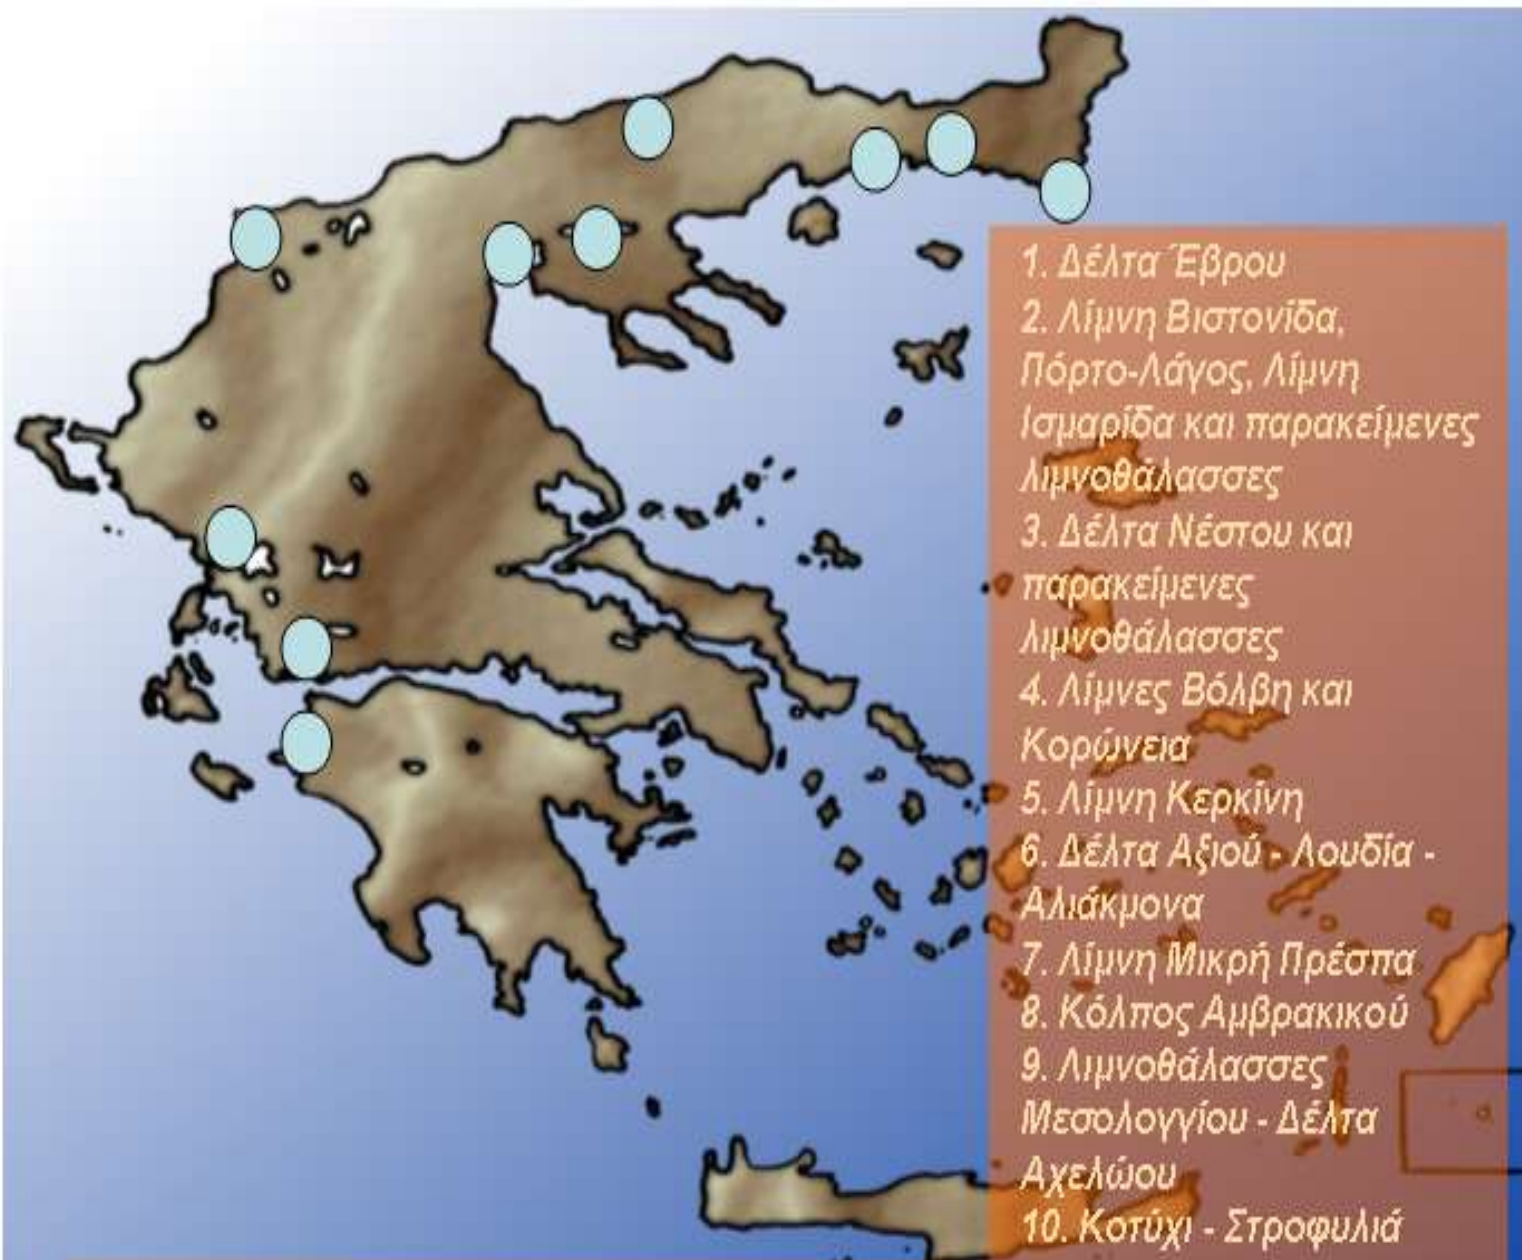 1. Δέλτα Έβρου
2. Λίμνη Βιστονίδα,
Πόρτο-Λάγος, Λίμνη
Ισμαρίδα και παρακείμενες
λιμνοθάλασσες
3. Δέλτα Νέστου και
παρακείμενες
λιμνοθάλασσες
4. Λίμνες Βόλβη και
Κορώνεια
5. Λίμνη Κερκίνη
6. Δέλτα Αξιού - Λουδία -
Αλιάκμονα
7. Λίμνη Μικρή Πρέσπα
8. Κόλπος Αμβρακικού
9. Λιμνοθάλασσες
Μεσολογγίου - Δέλτα
Αχελώου
10. Κοτύχι - Στροφυλιά